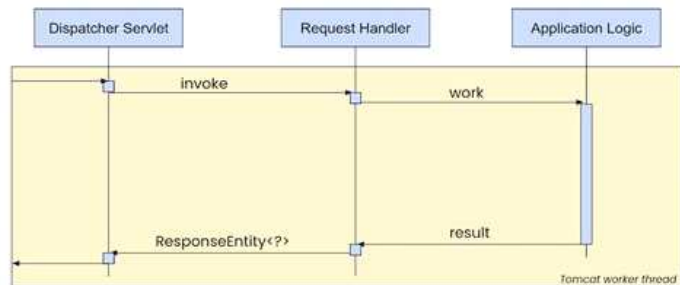 Dispatcher Servlet
Request Handler
Application Logic
invoke
work
ResponseEntity<?>
result
Tomcat worker thread